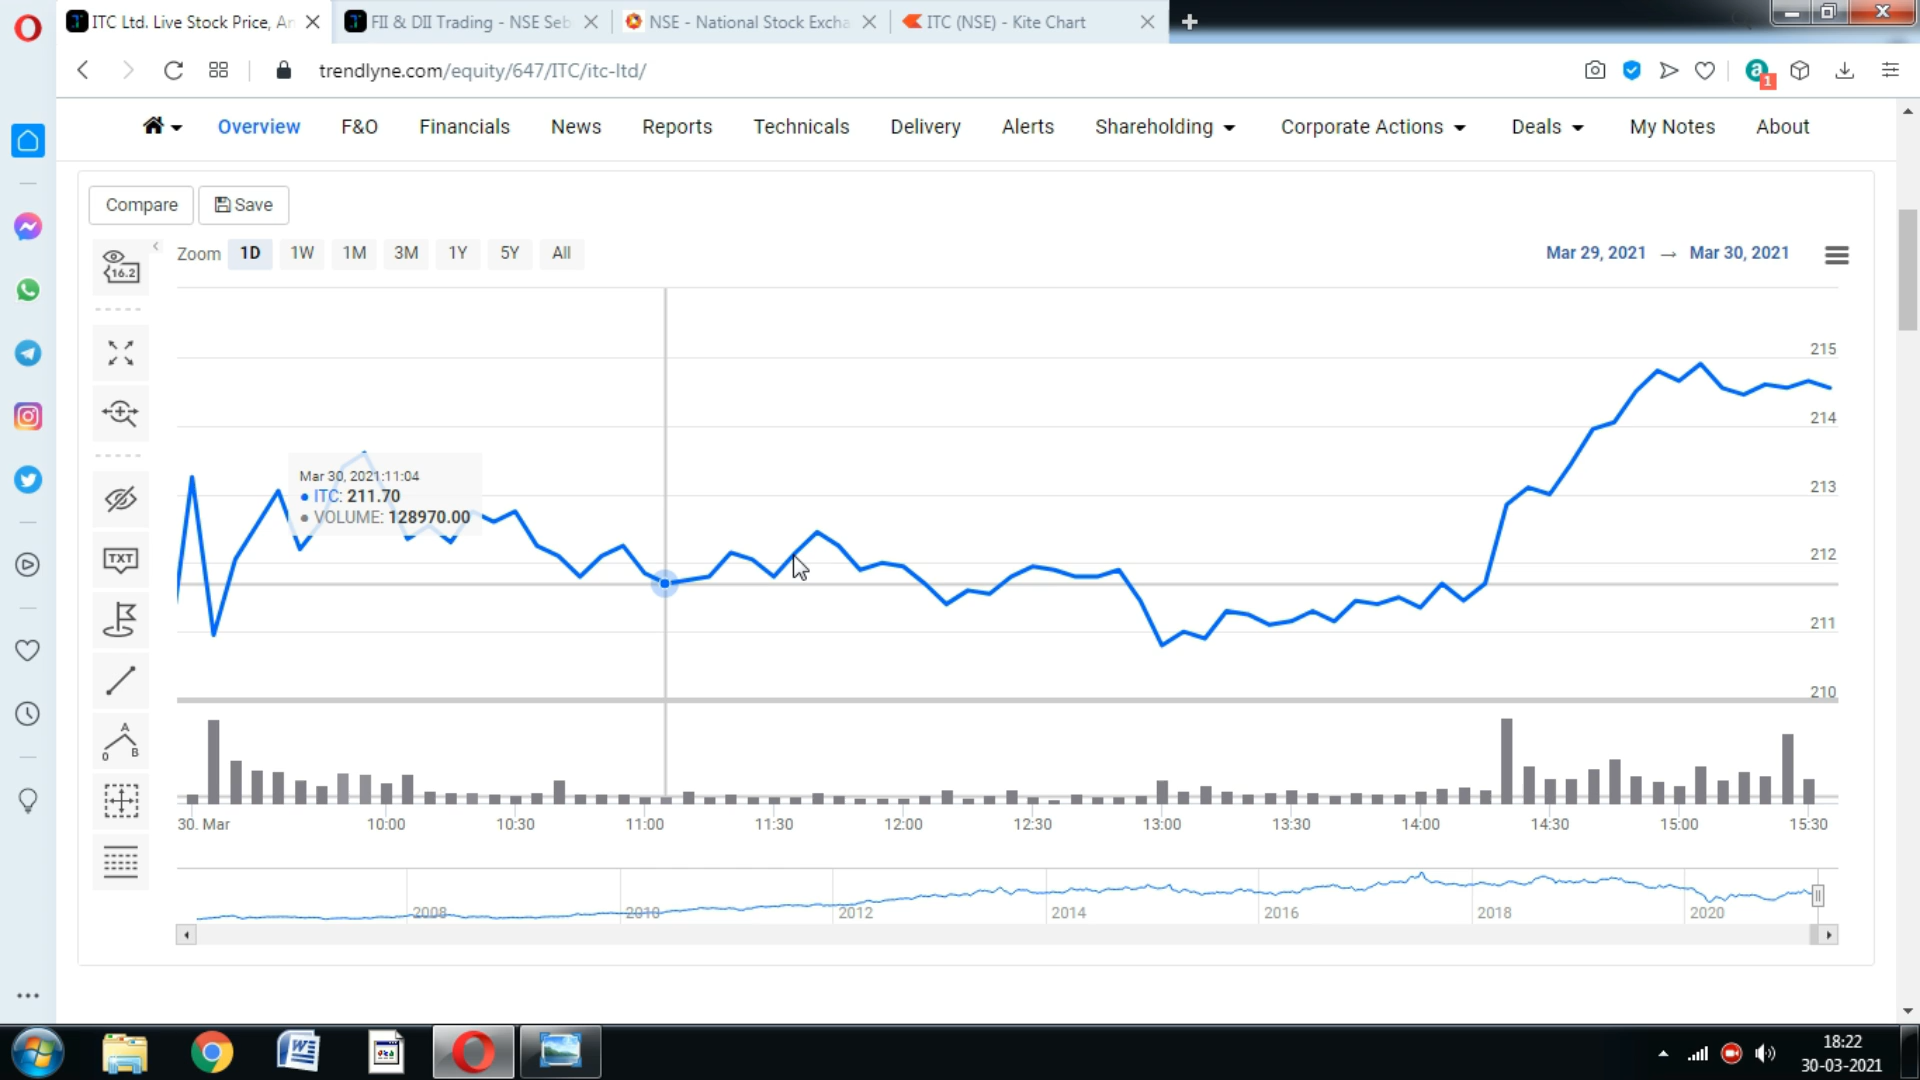 ITC Ltd. Live Stock Price, An
FII & DII Trading - NSE Seb
NSE - National Stock Excha
ITC (NSE) - Kite Chart
trendlyne.com/equity/647/ITC/itc-ltd/
a
1
Overview
F&O
Financials
News
Reports
Technicals
Delivery
Alerts
Shareholding
Corporate Actions
Deals
My Notes
About
Compare
Save
16.2
Zoom 1D 1W 1M 3M 1Y 5Y All
Mar 29, 2021 → Mar 30, 2021
TXT
A
0 B
Mar 30, 2021:11:04
ITC: 211.70
VOLUME: 128970.00
215
214
213
212
211
210
30. Mar 10:00 10:30 11:00 11:30 12:00 12:30 13:00 13:30 14:00 14:30 15:00 15:30
2008 2010 2012 2014 2016 2018 2020
18:22
30-03-2021